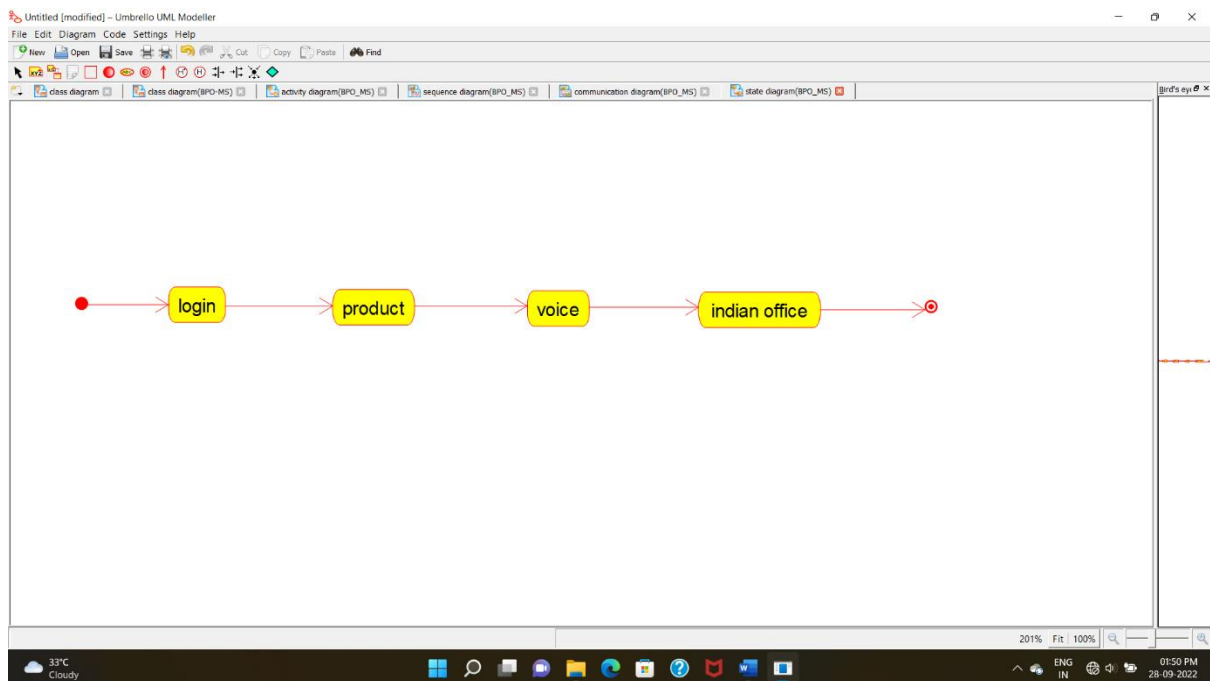 Untitled [modified] – Umbrello UML Modeller
File Edit Diagram Code Settings Help
New Open Save Cut Copy Paste Find
XYZ
class diagram class diagram(BPO-MS) activity diagram(BPO_MS) sequence diagram(BPO_MS) communication diagram(BPO_MS) state diagram(BPO_MS) Bird's eye
login product voice indian office
201% Fit 100%
33°C ENG 01:50 PM
Cloudy IN 28-09-2022